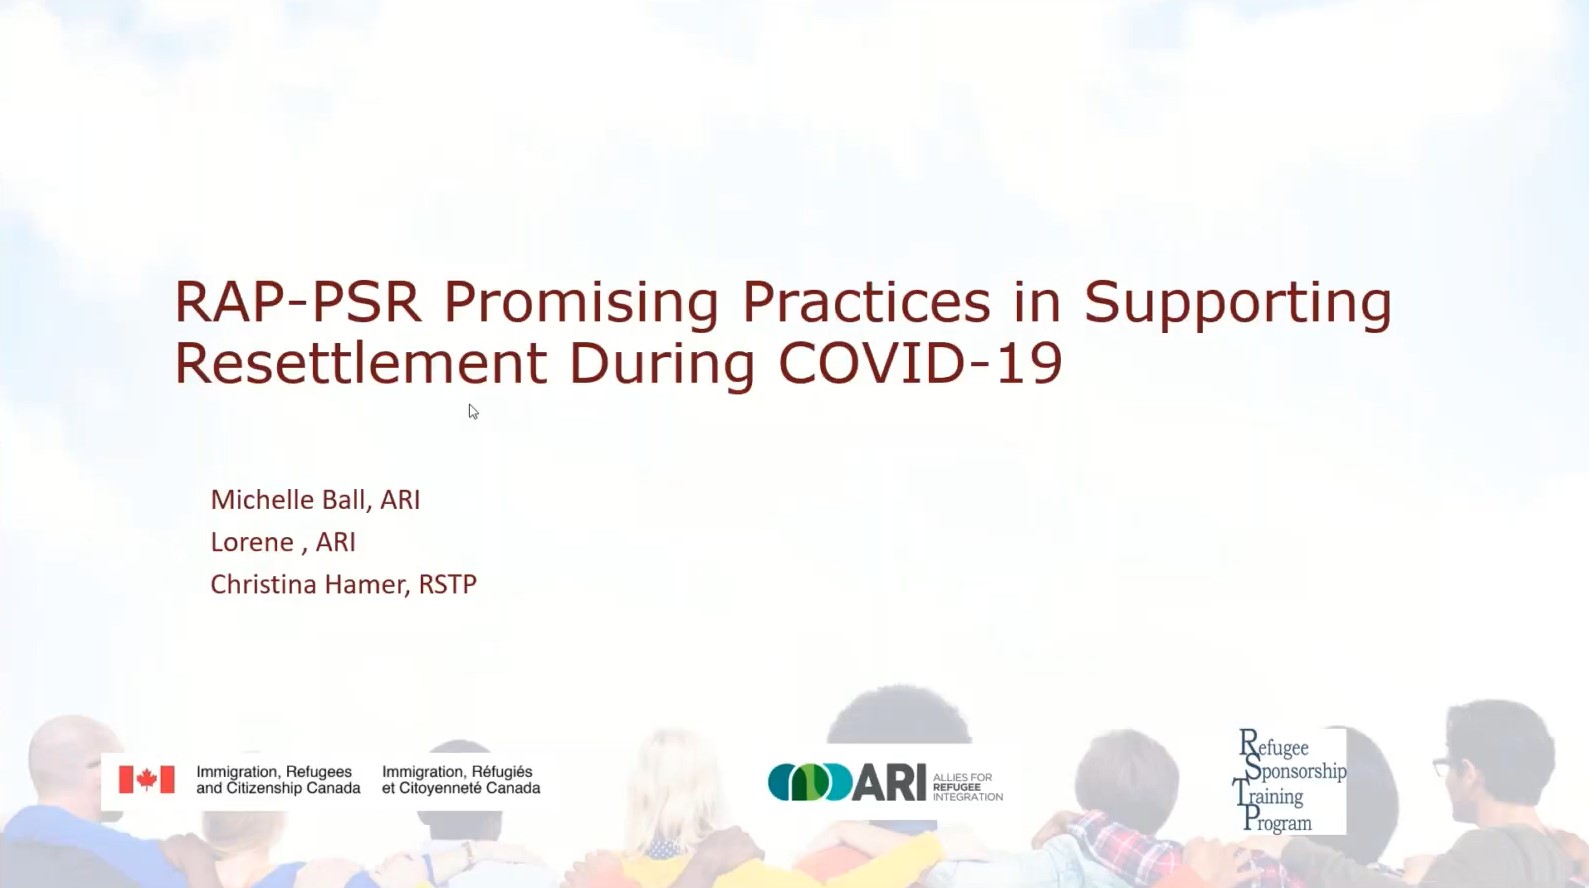 RAP-PSR Promising Practices in Supporting
Resettlement During COVID-19
Michelle Ball, ARI
Lorene , ARI
Christina Hamer, RSTP
Immigration, Refugees
and Citizenship Canada
Immigration, Réfugiés
et Citoyenneté Canada
ARI
ALLIES FOR
REFUGEE
INTEGRATION
Refugee
Sponsorship
Training
Program